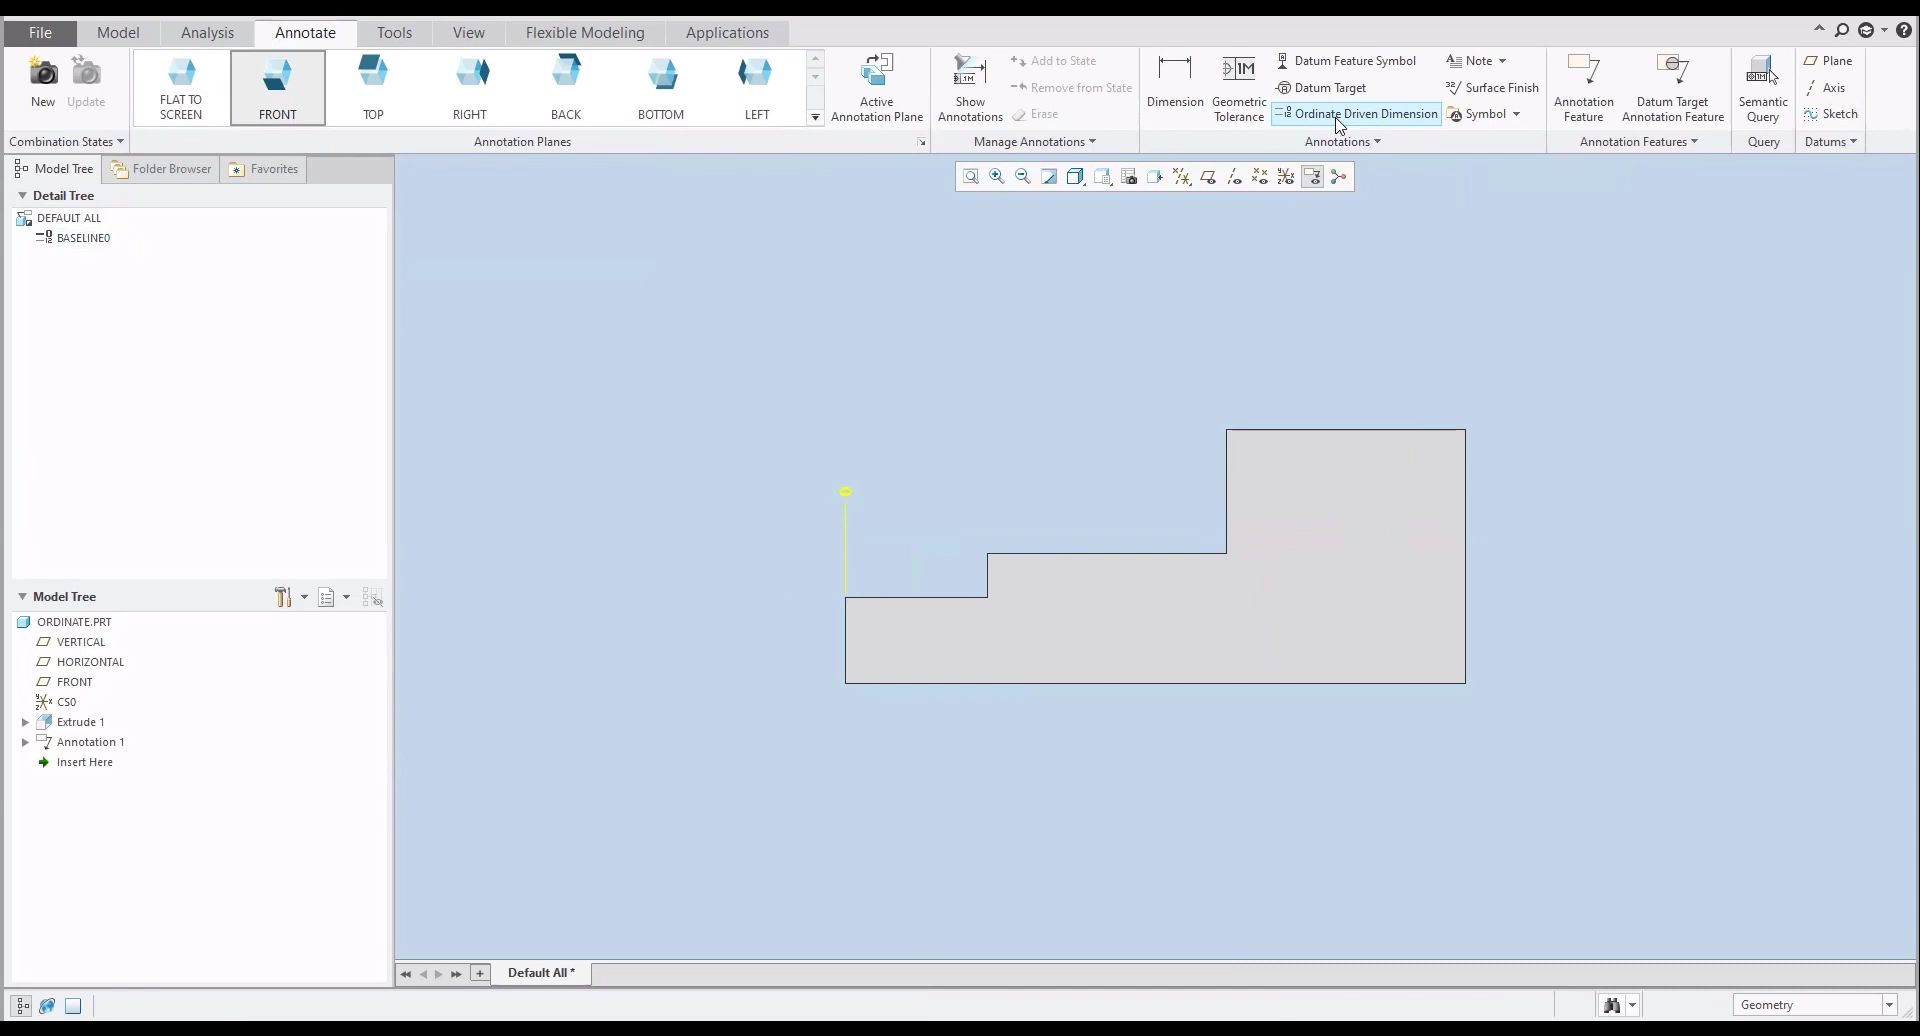 File Model Analysis Annotate Tools View Flexible Modeling Applications
New Update
FLAT TO SCREEN FRONT TOP RIGHT BACK BOTTOM LEFT
Active Annotation Plane
Show Annotations
Add to State
Remove from State
Erase
Dimension
Geometric Tolerance
Datum Feature Symbol
Datum Target
Ordinate Driven Dimension
Note
Surface Finish
Symbol
Annotation Feature
Datum Target Annotation Feature
Semantic Query
Plane
Axis
Sketch
Combination States Annotation Planes Manage Annotations Annotations Annotation Features Query Datums
Model Tree Folder Browser Favorites
Detail Tree
DEFAULT ALL
BASELINE0
0
Model Tree
ORDINATE.PRT
VERTICAL
HORIZONTAL
FRONT
CS0
Extrude 1
Annotation 1
Insert Here
Default All *
Geometry